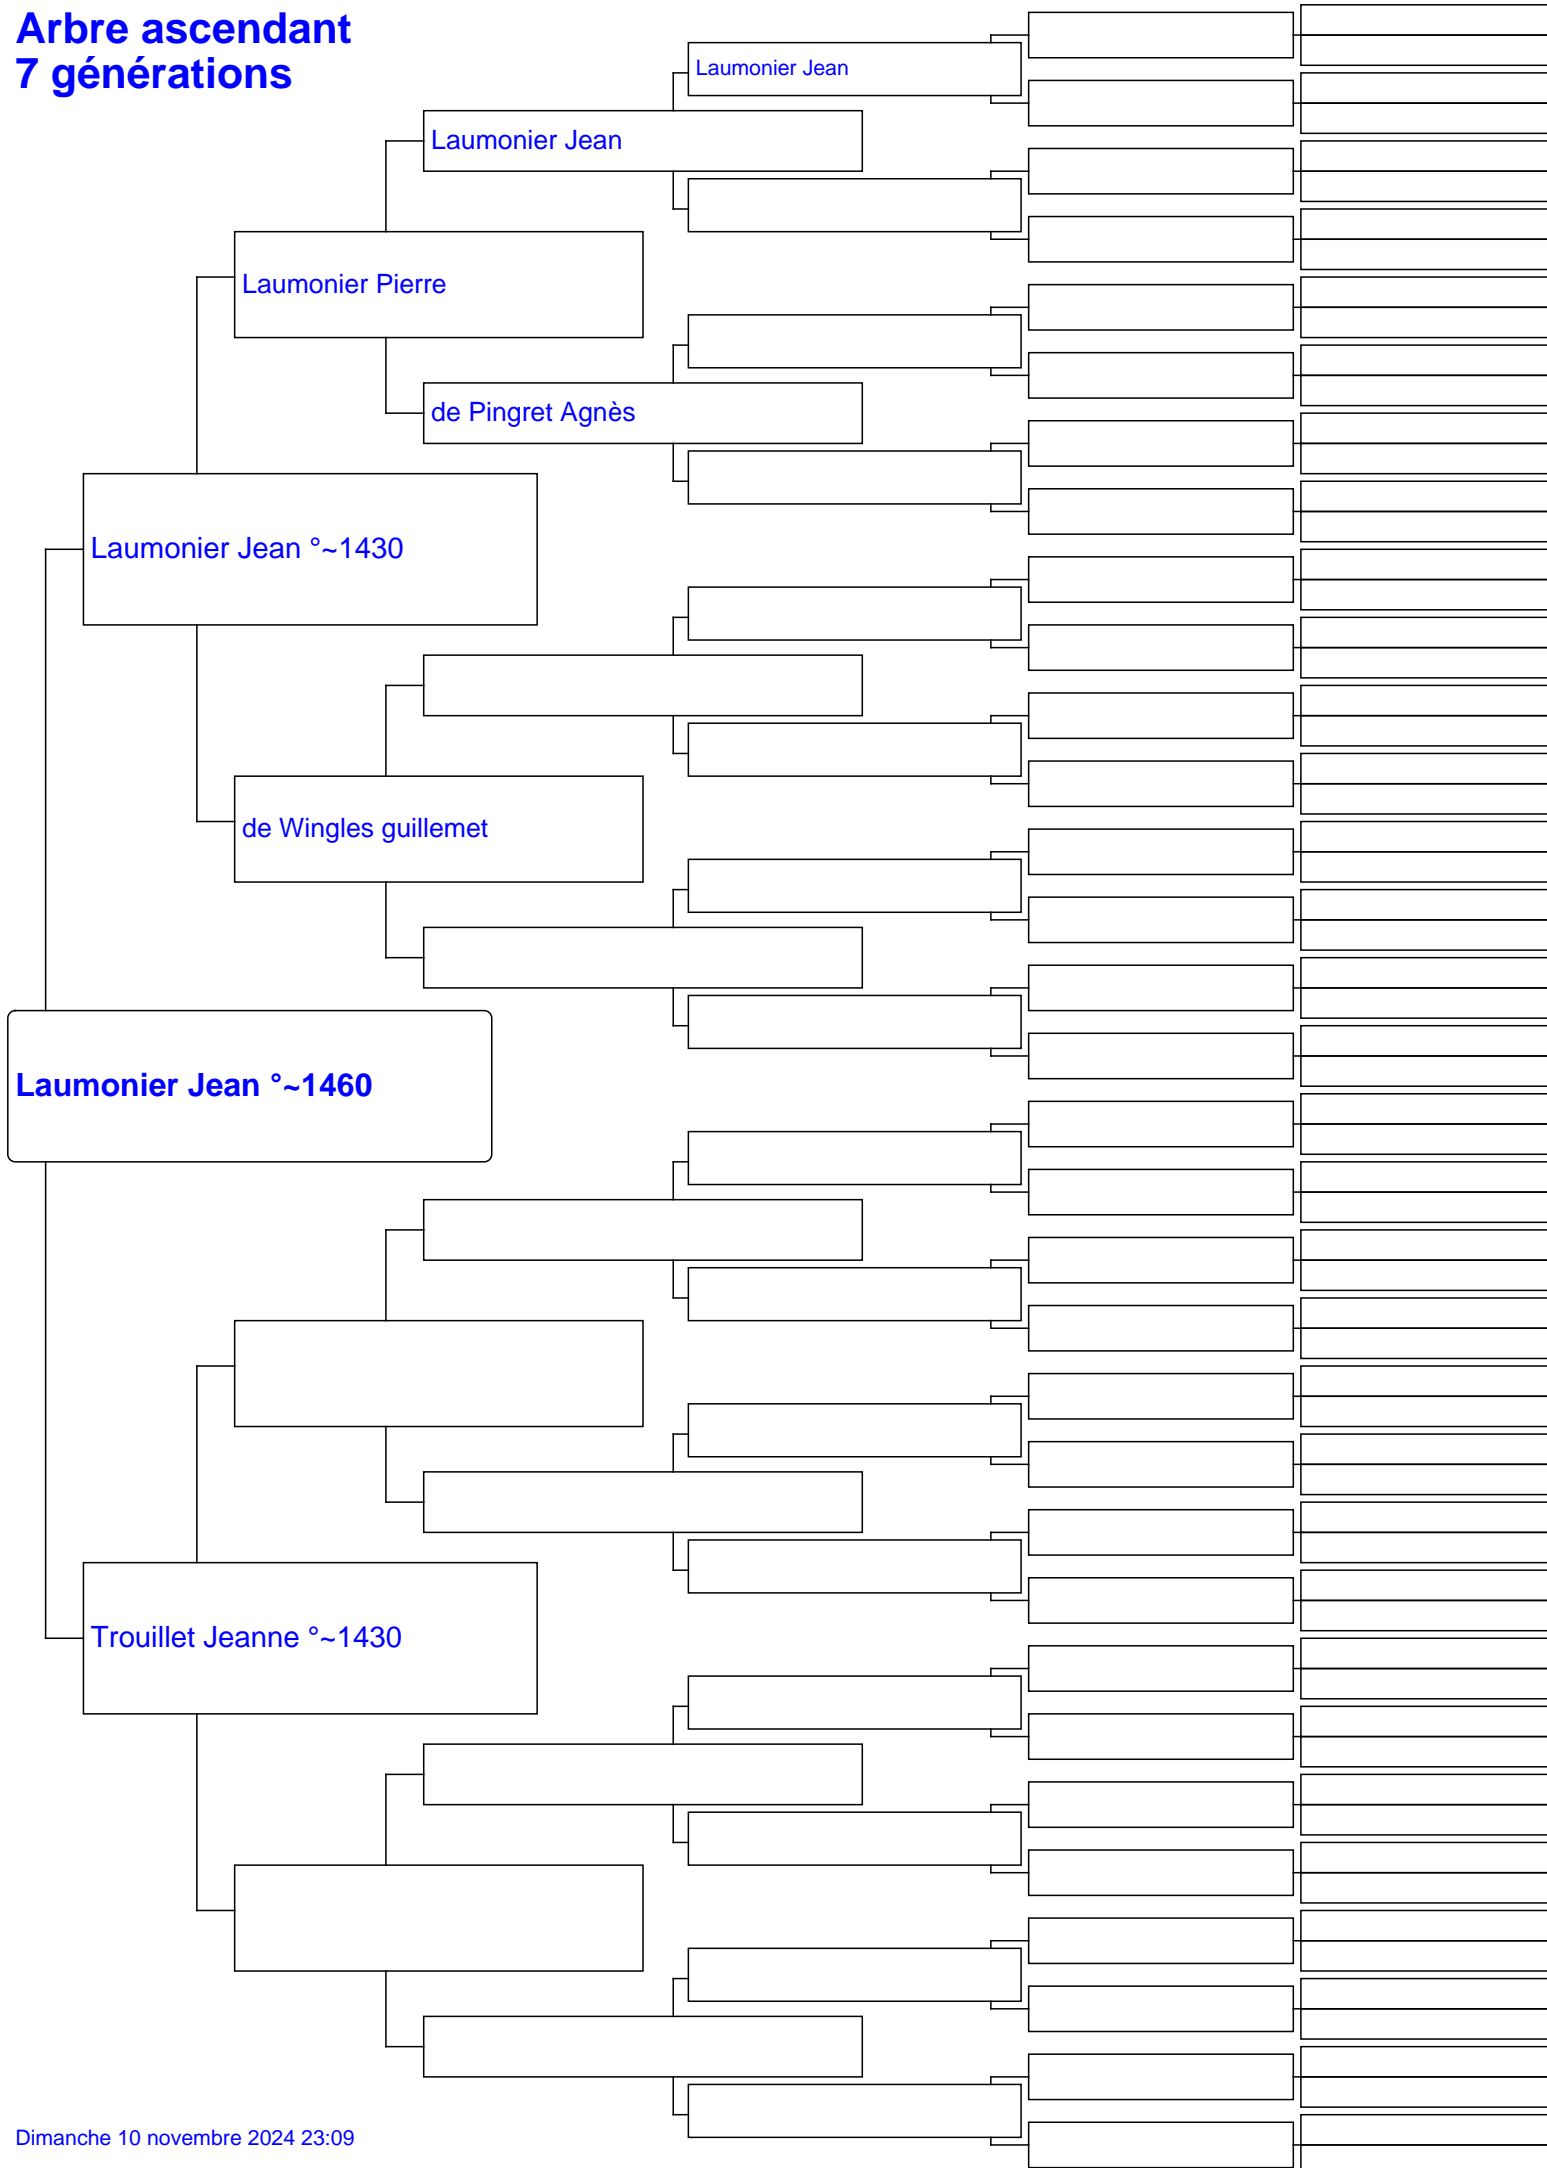 Arbre ascendant
7 générations
Laumonier Jean
Laumonier Jean
Laumonier Pierre
de Pingret Agnès
Laumonier Jean °~1430
de Wingles guillemet
Laumonier Jean °~1460
Trouillet Jeanne °~1430
Dimanche 10 novembre 2024 23:09